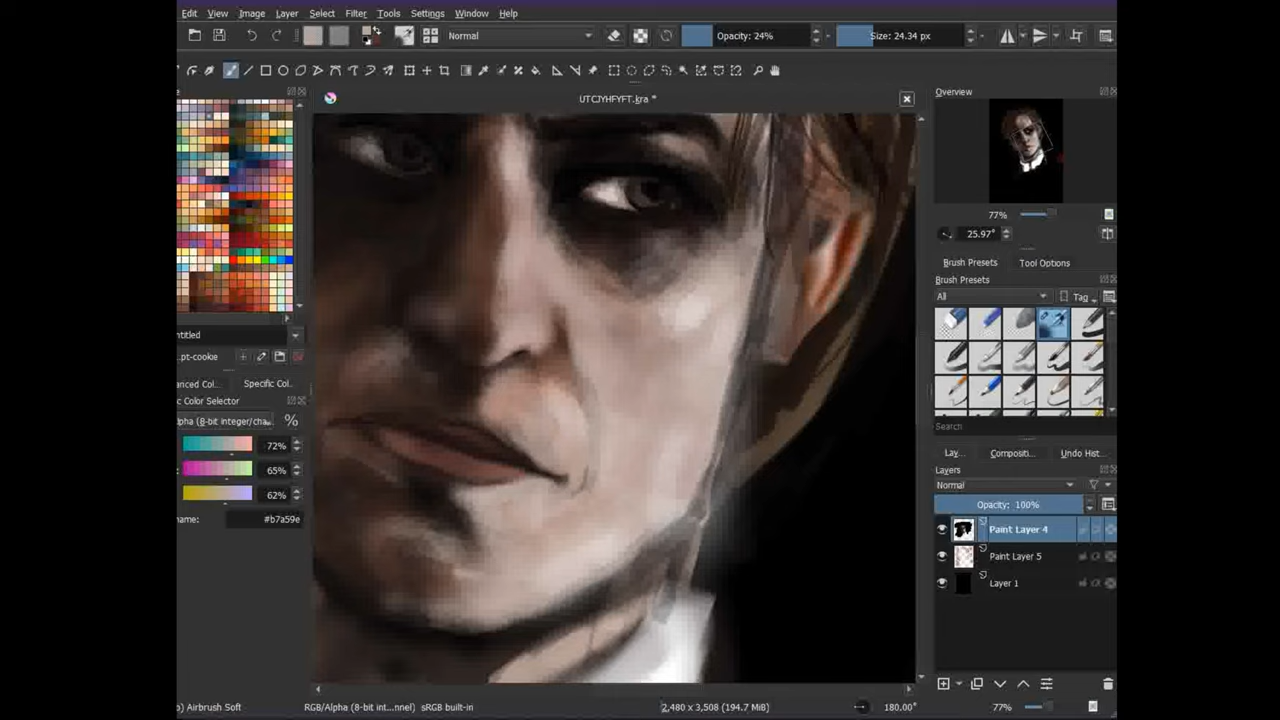 Edit View Image Layer Select Filter Tools Settings Window Help
Normal Opacity: 24% Size: 24.34 px
UTCJYHFYFT.kra *
Overview
77%
25.97°
Brush Presets Tool Options
Brush Presets
All Tag
Search
ntitled
.pt-cookie
anced Col... Specific Col...
c Color Selector
lpha (8-bit integer/cha... %
72%
65%
62%
name: #b7a59e
Lay... Compositi... Undo Hist...
Layers
Normal
Opacity: 100%
Paint Layer 4
Paint Layer 5
Layer 1
) Airbrush Soft RGB/Alpha (8-bit int...nnel) sRGB built-in 2,480 x 3,508 (194.7 MiB) 180.00° 77%